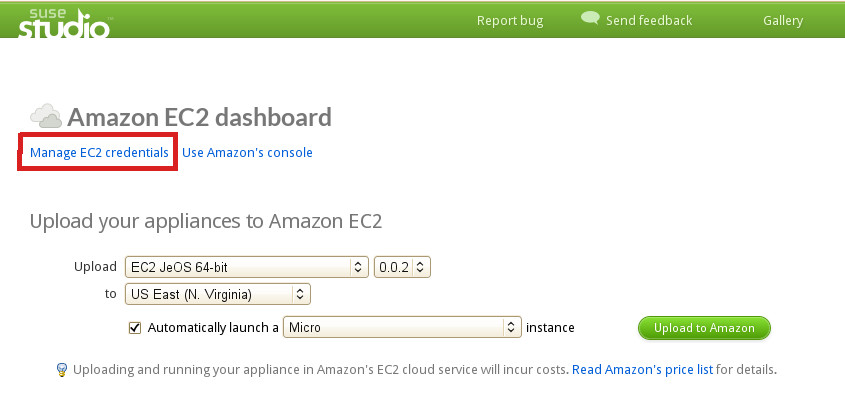 suse
studio™ Report bug Send feedback Gallery
Amazon EC2 dashboard
Manage EC2 credentials Use Amazon's console
Upload your appliances to Amazon EC2
Upload EC2 JeOS 64-bit 0.0.2
to US East (N. Virginia)
Automatically launch a Micro instance Upload to Amazon
Uploading and running your appliance in Amazon's EC2 cloud service will incur costs. Read Amazon's price list for details.